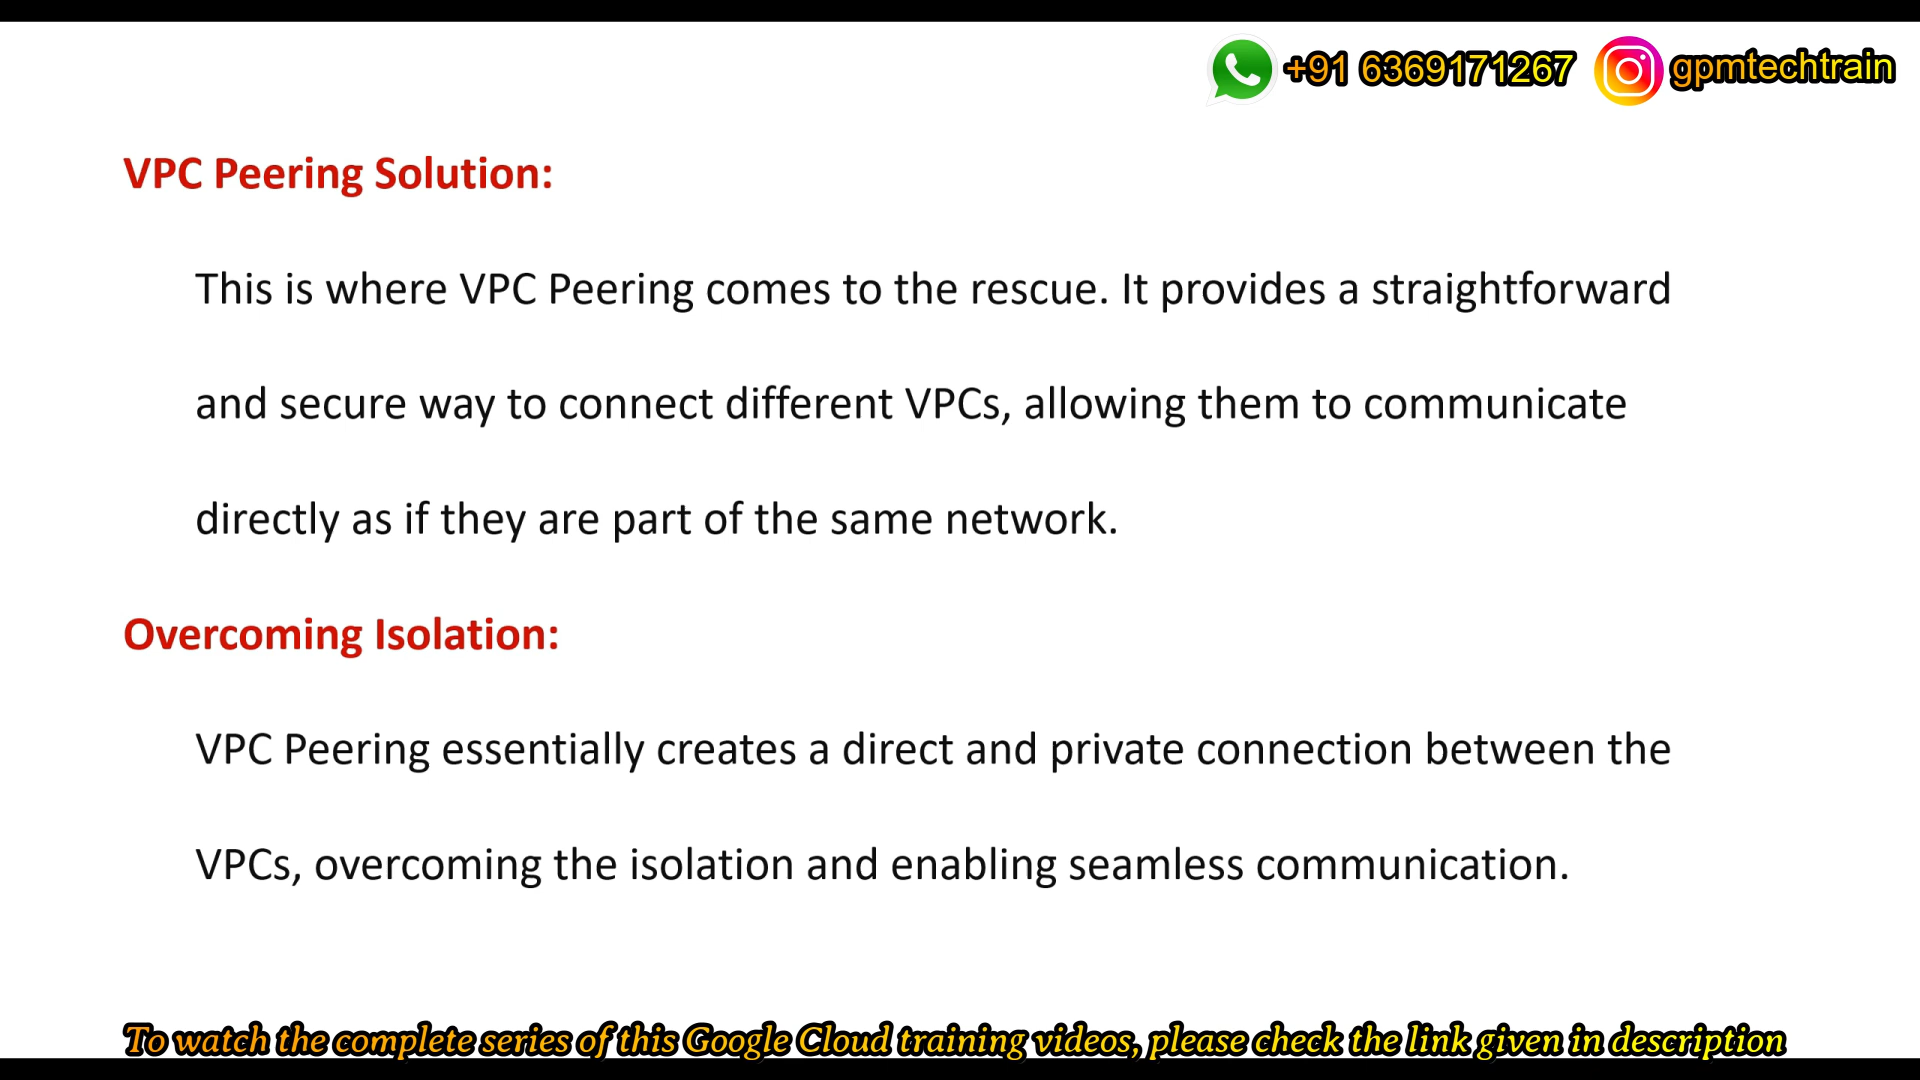 +91 6369171267 gpmtechtrain
VPC Peering Solution:
This is where VPC Peering comes to the rescue. It provides a straightforward
and secure way to connect different VPCs, allowing them to communicate
directly as if they are part of the same network.
Overcoming Isolation:
VPC Peering essentially creates a direct and private connection between the
VPCs, overcoming the isolation and enabling seamless communication.
To watch the complete series of this Google Cloud training videos, please check the link given in description